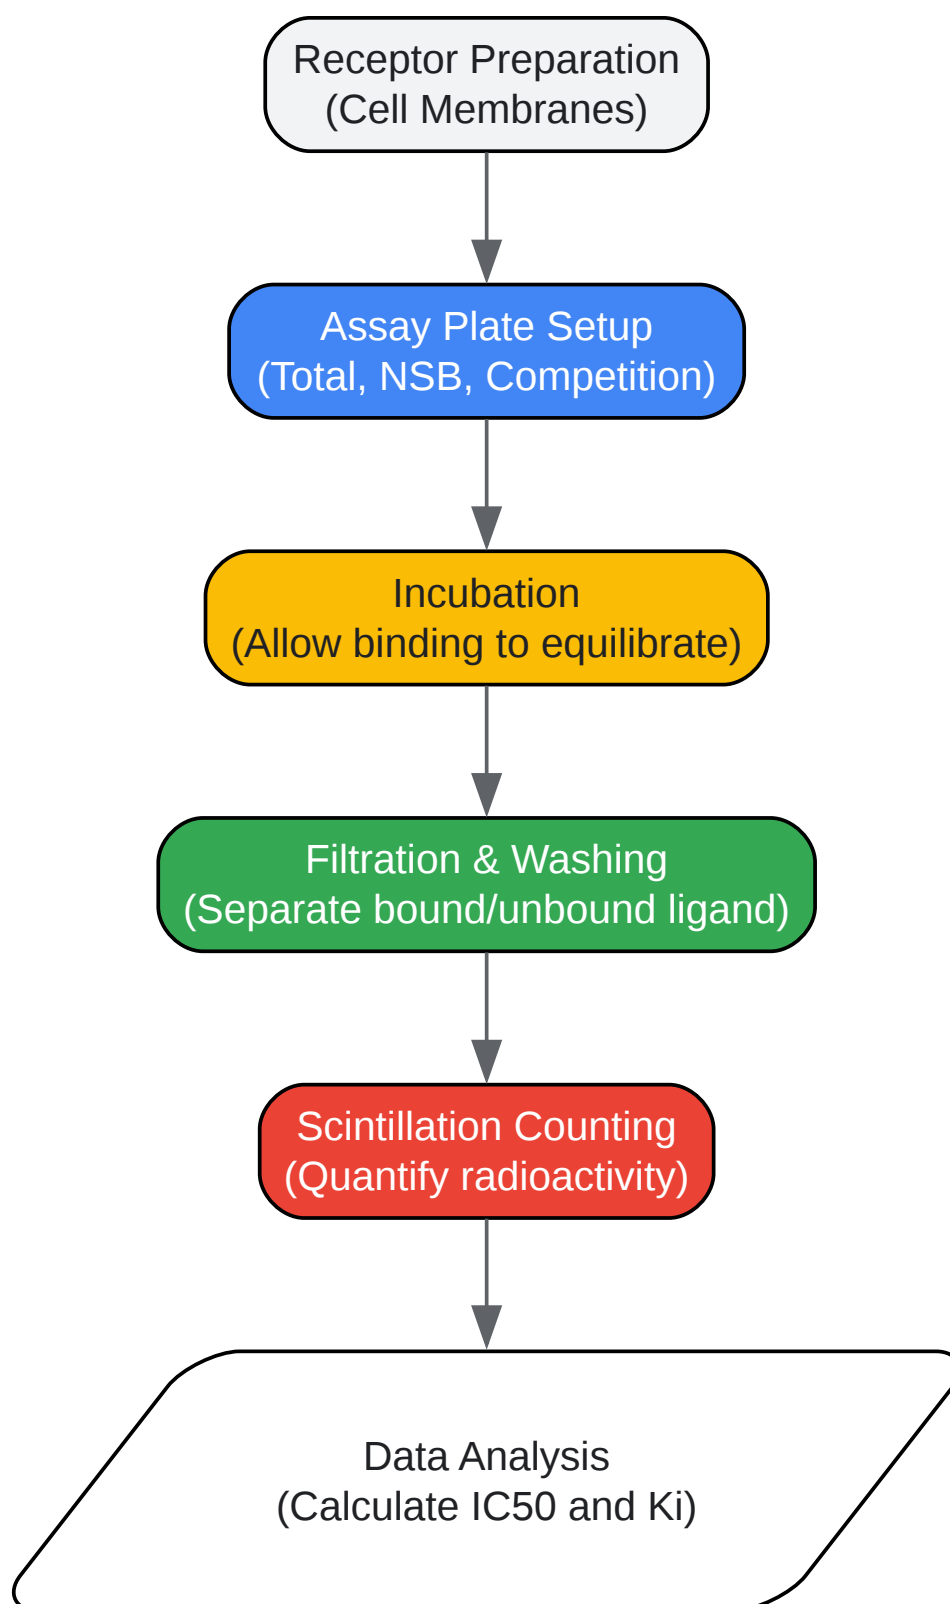 Receptor Preparation
(Cell Membranes)
Assay Plate Setup
(Total, NSB, Competition)
Incubation
(Allow binding to equilibrate)
Filtration & Washing
(Separate bound/unbound ligand)
Scintillation Counting
(Quantify radioactivity)
Data Analysis
(Calculate IC50 and Ki)